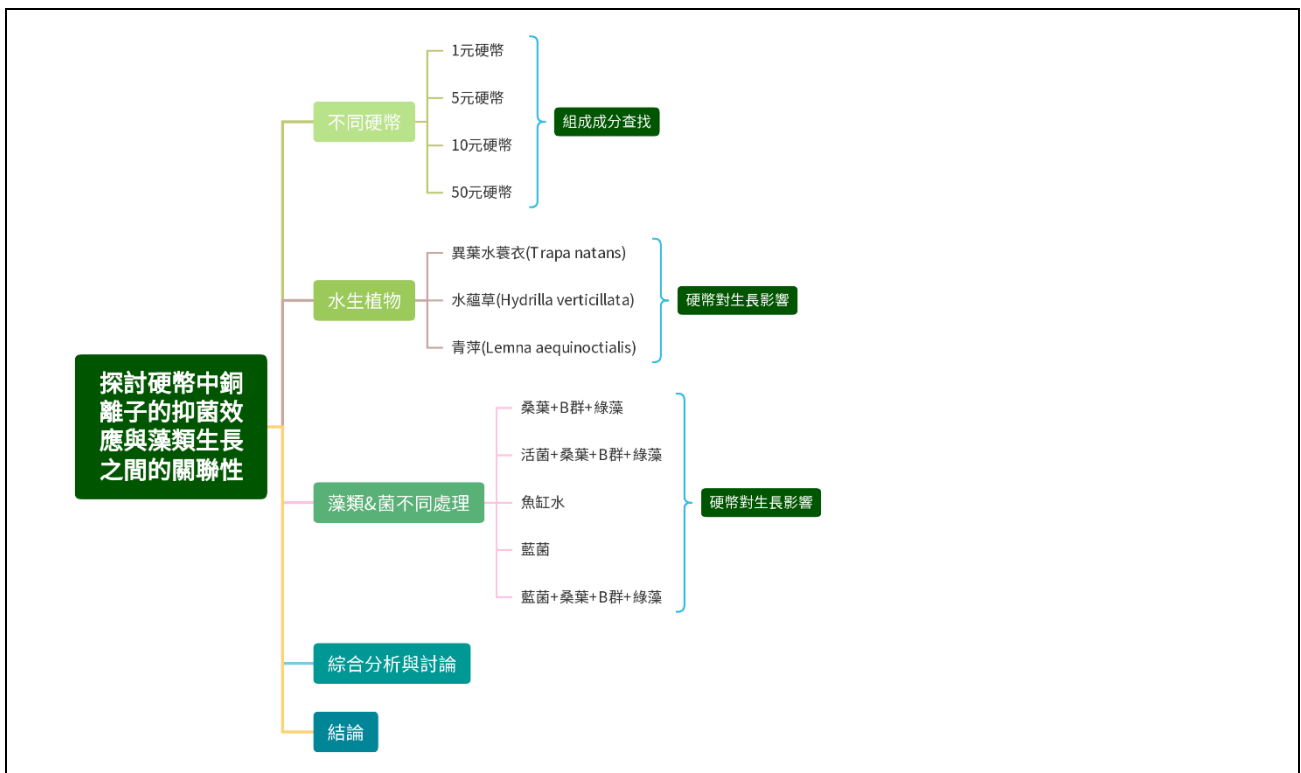 探討硬幣中銅
離子的抑菌效
應與藻類生長
之間的關聯性
不同硬幣
1元硬幣
5元硬幣
10元硬幣
50元硬幣
組成成分查找
水生植物
異葉水蓑衣(Trapa natans)
水蘊草(Hydrilla verticillata)
青萍(Lemna aequinoctialis)
硬幣對生長影響
藻類&菌不同處理
桑葉+B群+綠藻
活菌+桑葉+B群+綠藻
魚缸水
藍菌
藍菌+桑葉+B群+綠藻
硬幣對生長影響
綜合分析與討論
結論